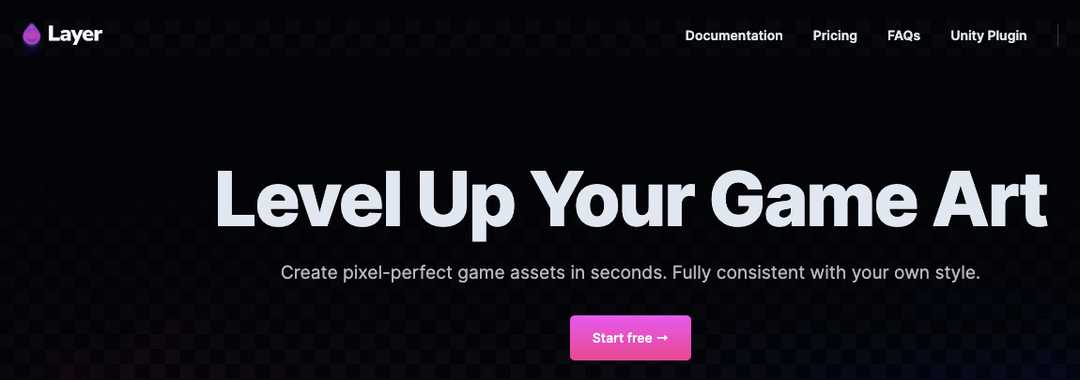 Layer
Documentation Pricing FAQs Unity Plugin
Level Up Your Game Art
Create pixel-perfect game assets in seconds. Fully consistent with your own style.
Start free →